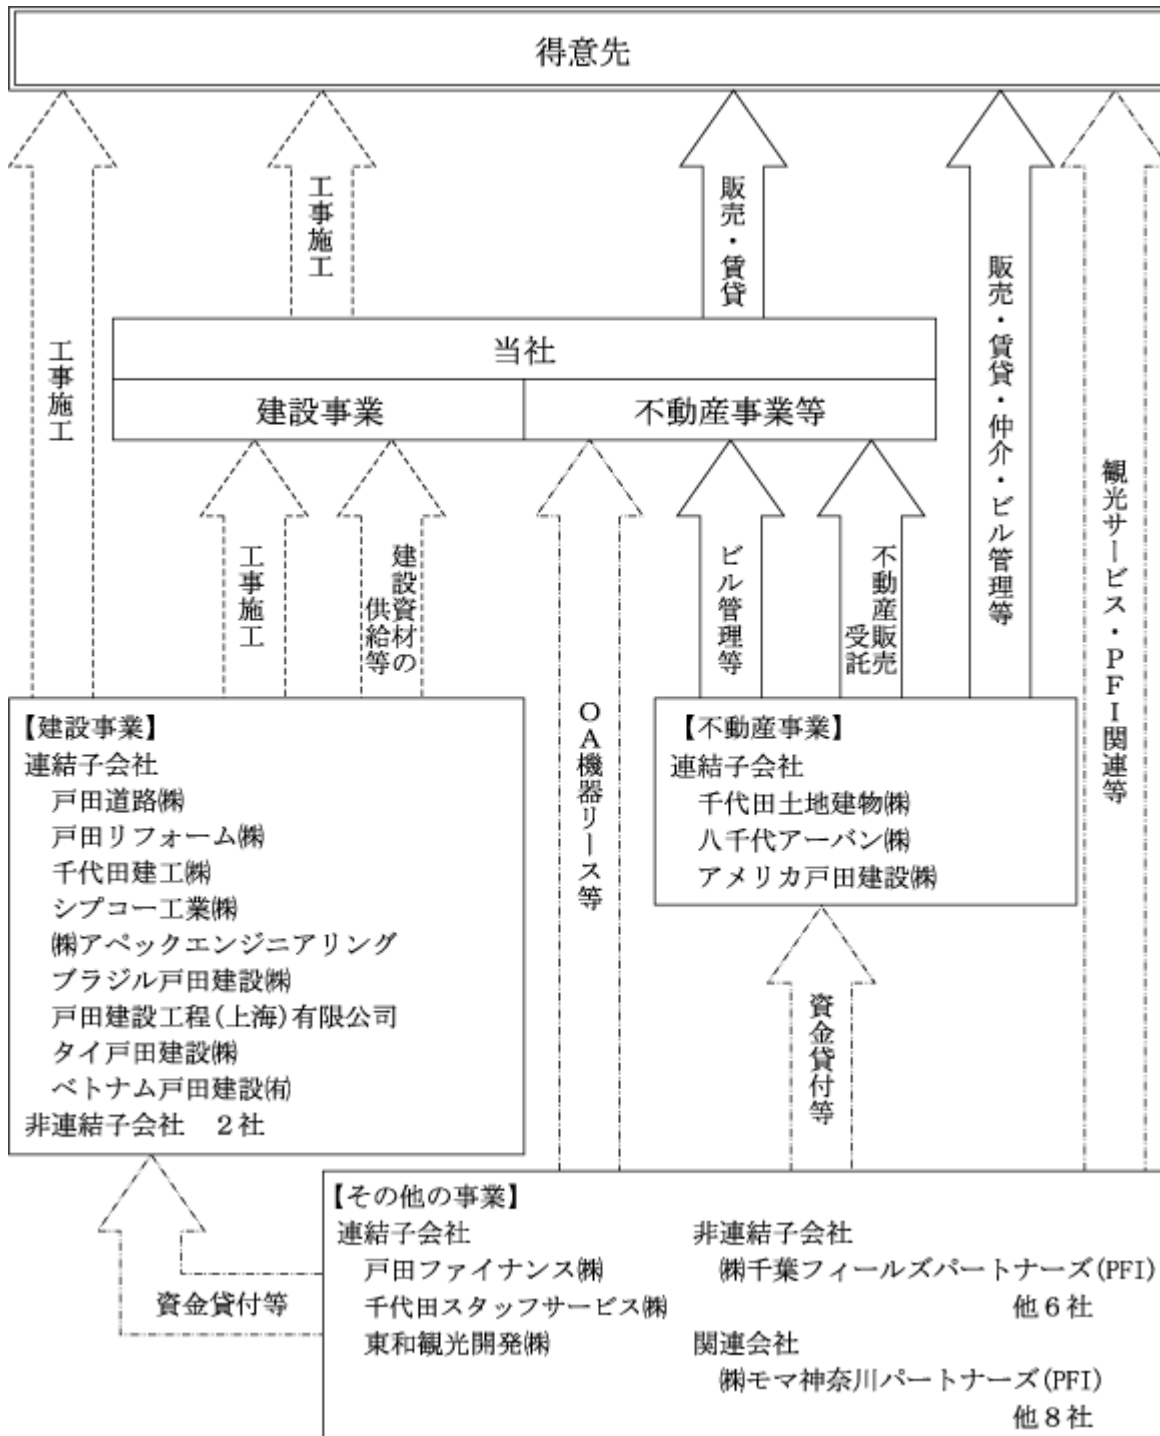 得意先
工事施工
工事施工
販売・賃貸
販売・賃貸・仲介・ビル管理等
観光サービス・PFI関連等
当社
建設事業
不動産事業等
工事施工
建設資材の
供給等
OA機器リース等
ビル管理等
不動産販売
受託
【建設事業】
連結子会社
戸田道路㈱
戸田リフォーム㈱
千代田建工㈱
シプコー工業㈱
㈱アペックエンジニアリング
ブラジル戸田建設㈱
戸田建設工程(上海)有限公司
タイ戸田建設㈱
ベトナム戸田建設㈲
非連結子会社 2社
【不動産事業】
連結子会社
千代田土地建物㈱
八千代アーバン㈱
アメリカ戸田建設㈱
資金貸付等
資金貸付等
【その他の事業】
連結子会社
戸田ファイナンス㈱
千代田スタッフサービス㈱
東和観光開発㈱
非連結子会社
㈱千葉フィールズパートナーズ(PFI)
他6社
関連会社
㈱モマ神奈川パートナーズ(PFI)
他8社